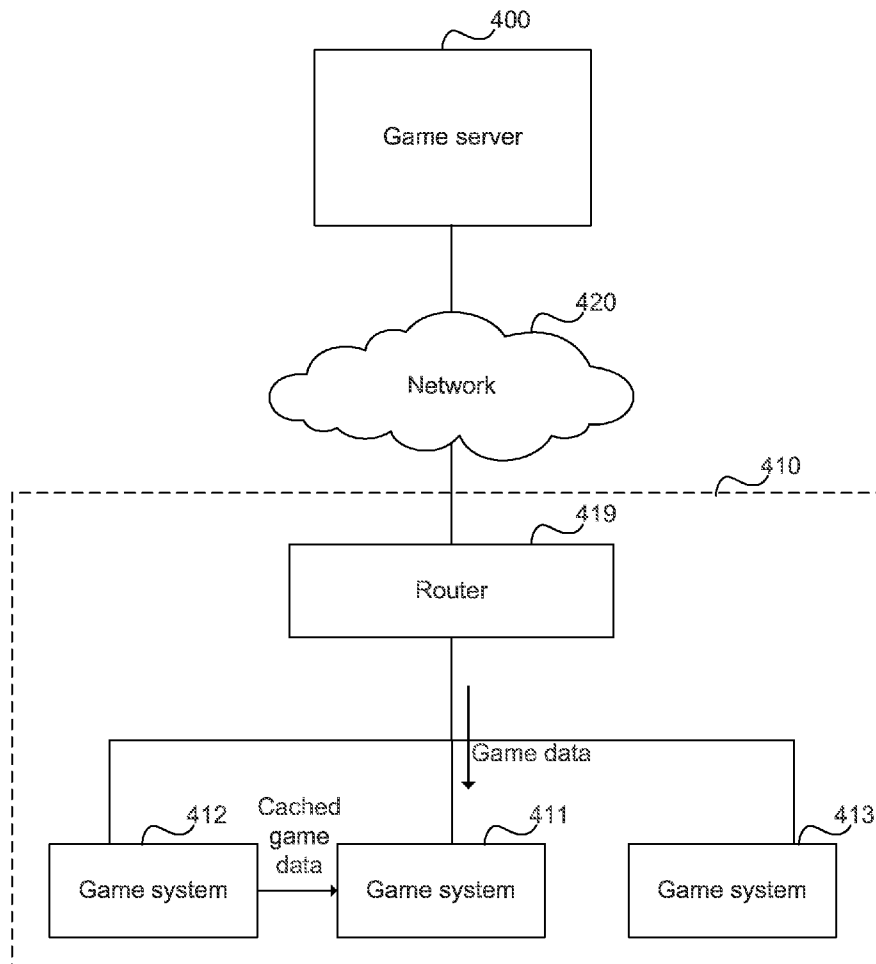 400
Game server
420
Network
410
419
Router
Game data
412
Cached
game
data
411
413
Game system
Game system
Game system